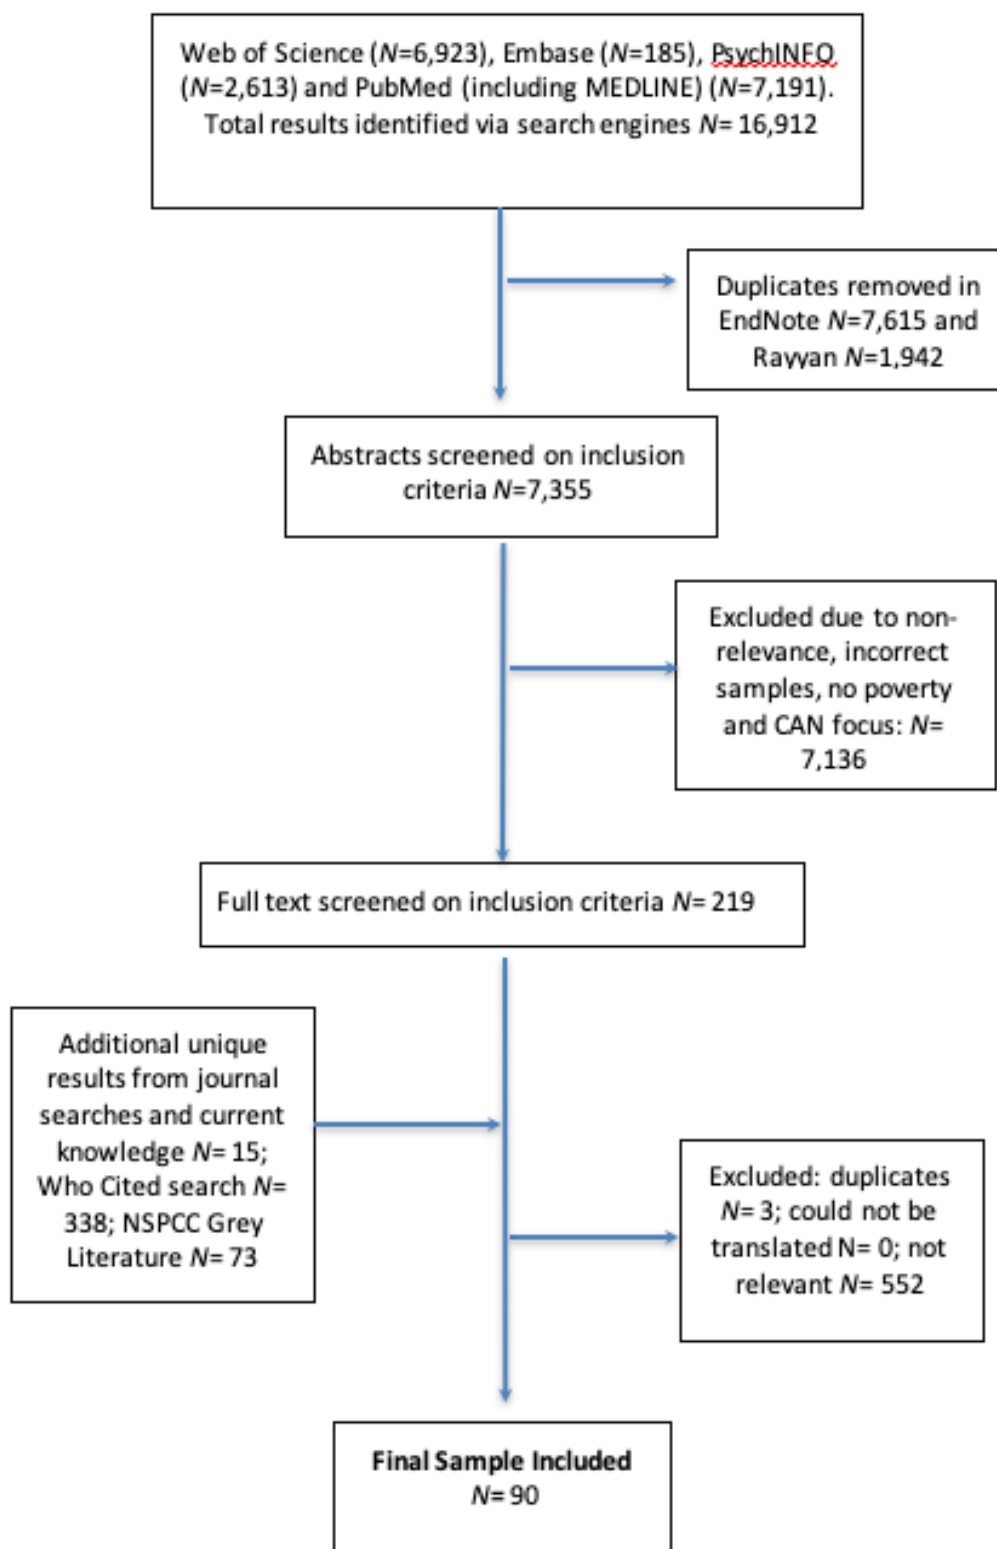 Web of Science (N=6,923), Embase (N=185), PsychINFO
(N=2,613) and PubMed (including MEDLINE) (N=7,191).
Total results identified via search engines N= 16,912
Duplicates removed in
EndNote N=7,615 and
Rayyan N=1,942
Abstracts screened on inclusion
criteria N=7,355
Excluded due to non-
relevance, incorrect
samples, no poverty
and CAN focus: N=
7,136
Full text screened on inclusion criteria N= 219
Additional unique
results from journal
searches and current
knowledge N= 15;
Who Cited search N=
338; NSPCC Grey
Literature N= 73
Excluded: duplicates
N= 3; could not be
translated N= 0; not
relevant N= 552
Final Sample Included
N= 90